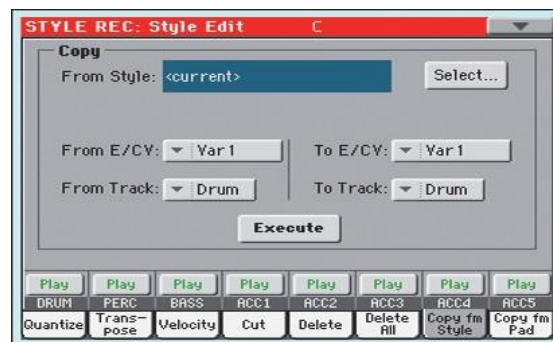 STYLE REC: Style Edit C
Copy
From Style: <current> Select...
From E/CV: Var1 To E/CV: Var1
From Track: Drum To Track: Drum
Execute
Play Play Play Play Play Play Play Play
DRUM PERC BASS ACC1 ACC2 ACC3 ACC4 ACC5
Quantize Trans- Velocity Cut Delete Delete Copy fm Copy fm
pose All Style Pad